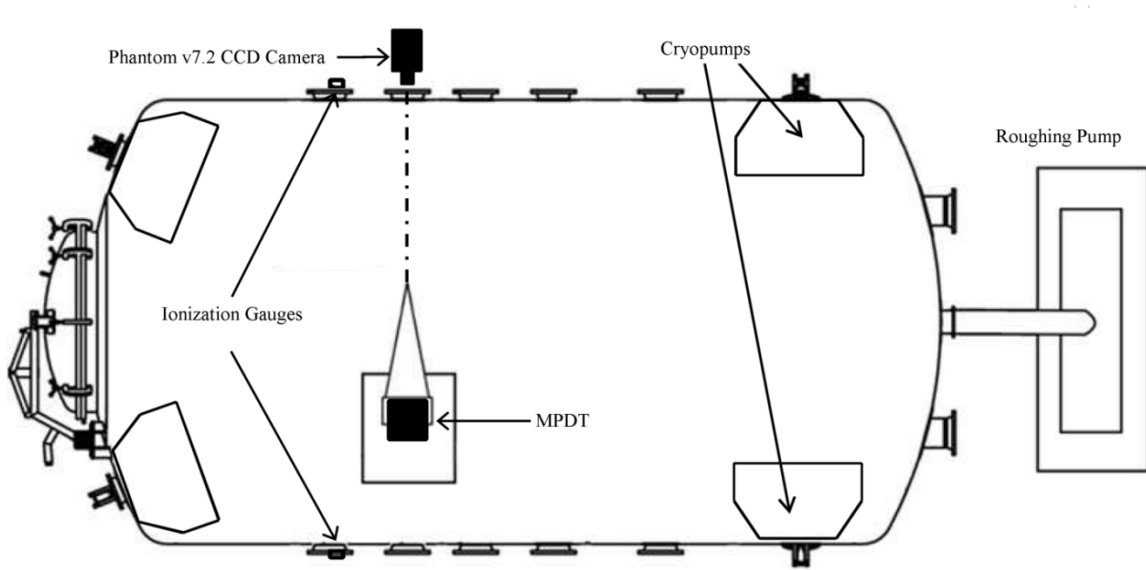 Phantom v7.2 CCD Camera
Cryopumps
Roughing Pump
Ionization Gauges
MPDT